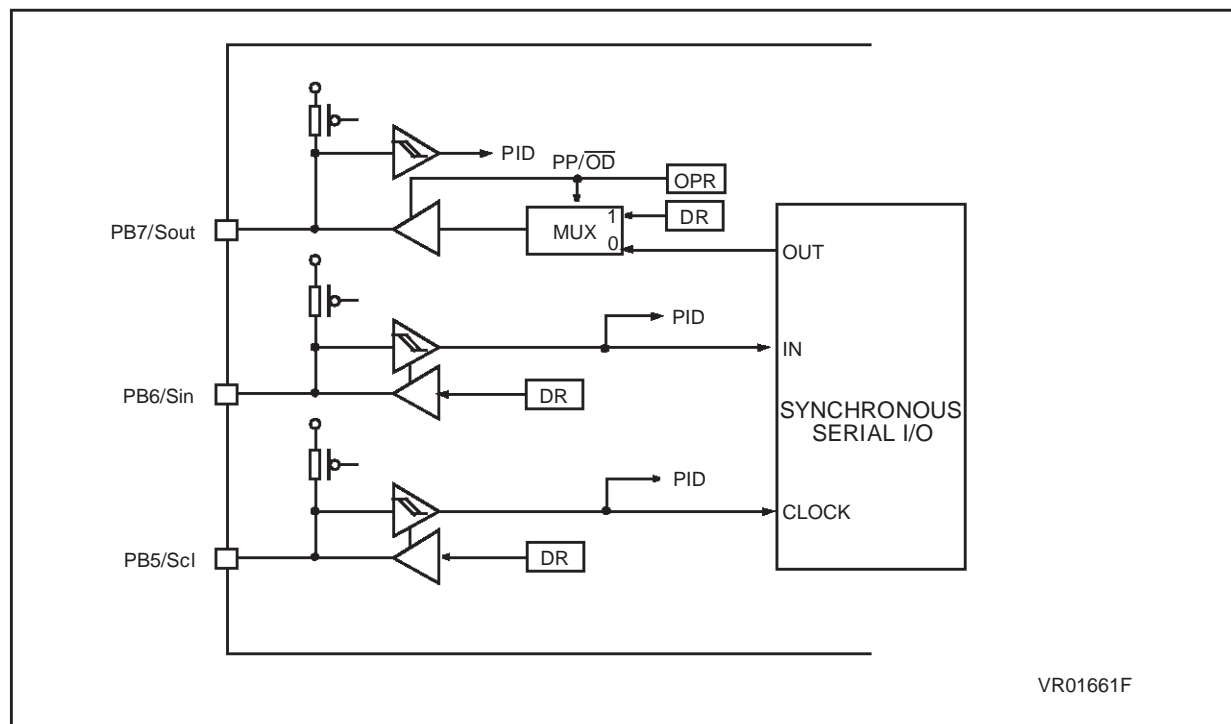 PID
PP/OD
OPR
DR
PB7/Sout
MUX
1
0
OUT
PID
IN
PB6/Sin
DR
SYNCHRONOUS
SERIAL I/O
PID
CLOCK
PB5/Scl
DR
VR01661F